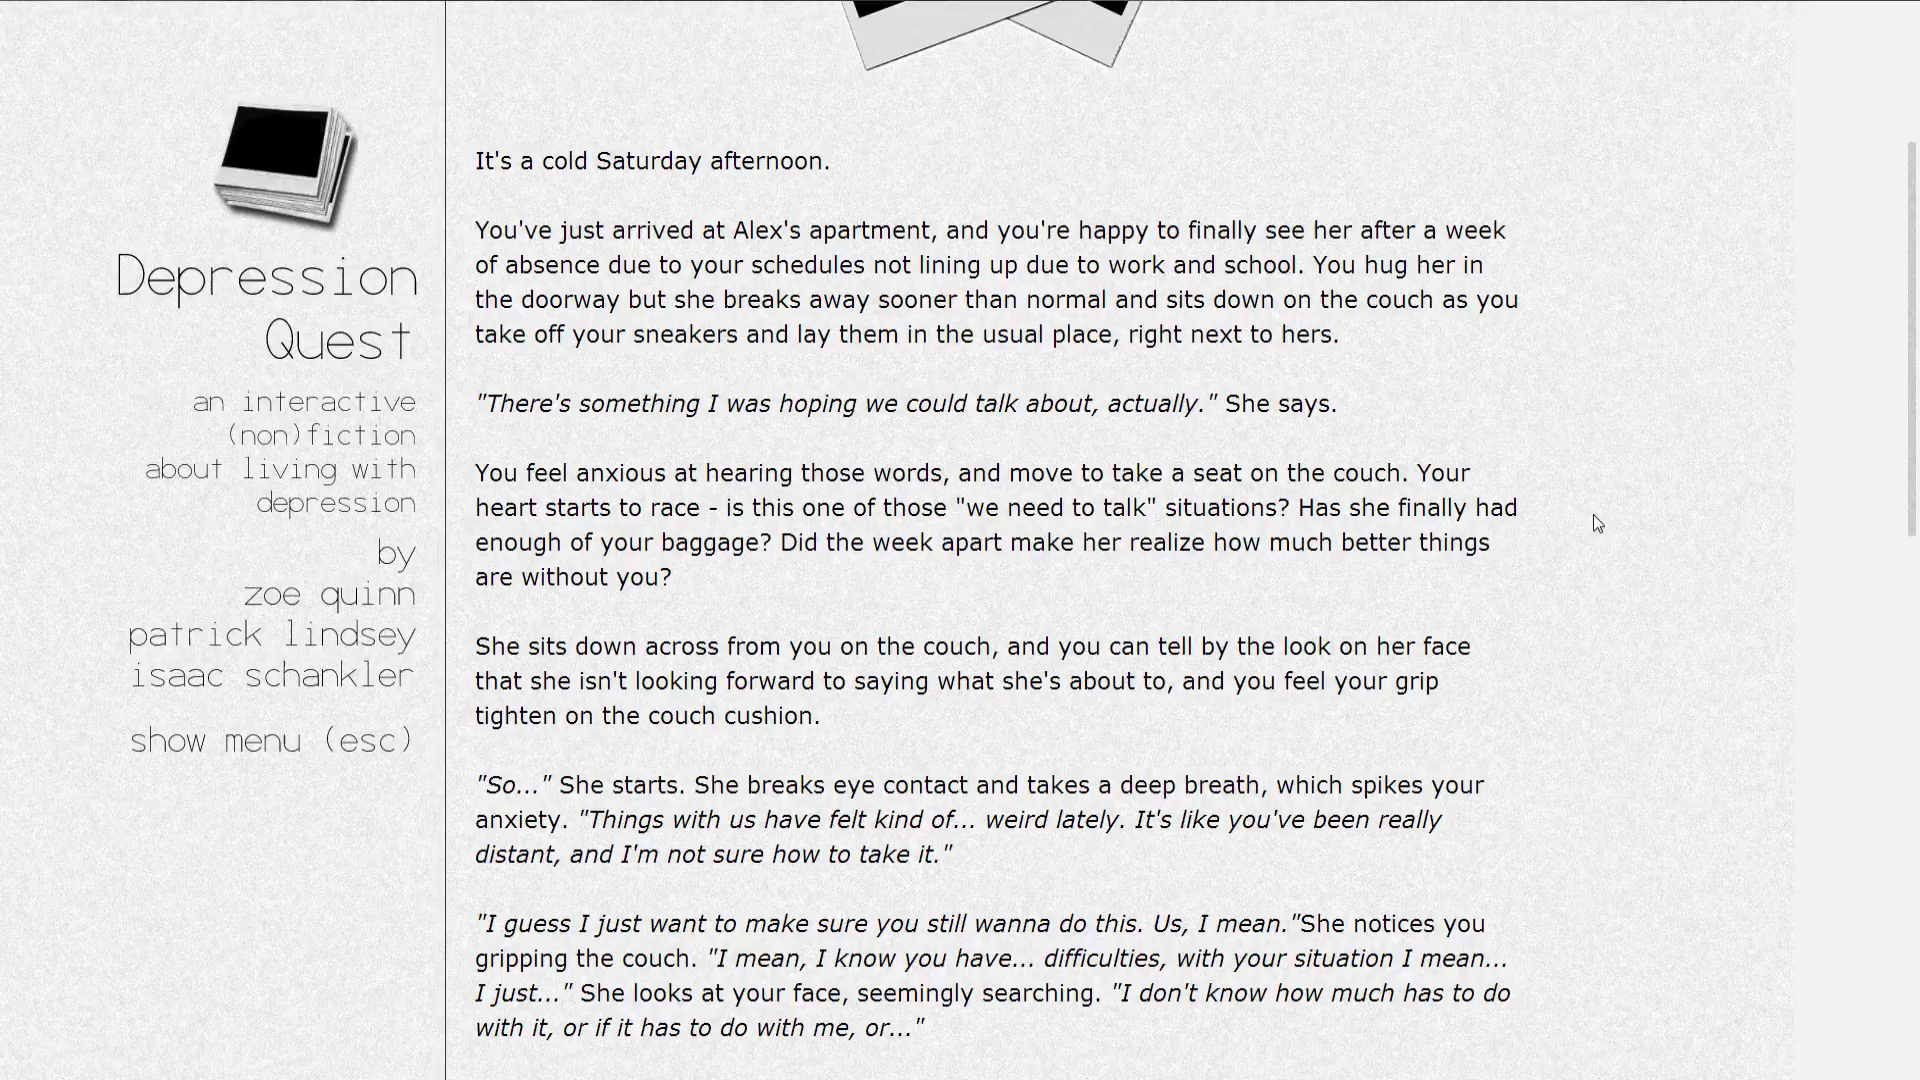 Depression
Quest
an interactive
(non)fiction
about living with
depression
by
zoe quinn
patrick lindsey
isaac schankler
show menu (esc)
It's a cold Saturday afternoon.
You've just arrived at Alex's apartment, and you're happy to finally see her after a week
of absence due to your schedules not lining up due to work and school. You hug her in
the doorway but she breaks away sooner than normal and sits down on the couch as you
take off your sneakers and lay them in the usual place, right next to hers.
"There's something I was hoping we could talk about, actually." She says.
You feel anxious at hearing those words, and move to take a seat on the couch. Your
heart starts to race - is this one of those "we need to talk" situations? Has she finally had
enough of your baggage? Did the week apart make her realize how much better things
are without you?
She sits down across from you on the couch, and you can tell by the look on her face
that she isn't looking forward to saying what she's about to, and you feel your grip
tighten on the couch cushion.
"So..." She starts. She breaks eye contact and takes a deep breath, which spikes your
anxiety. "Things with us have felt kind of... weird lately. It's like you've been really
distant, and I'm not sure how to take it."
"I guess I just want to make sure you still wanna do this. Us, I mean."She notices you
gripping the couch. "I mean, I know you have... difficulties, with your situation I mean...
I just..." She looks at your face, seemingly searching. "I don't know how much has to do
with it, or if it has to do with me, or..."